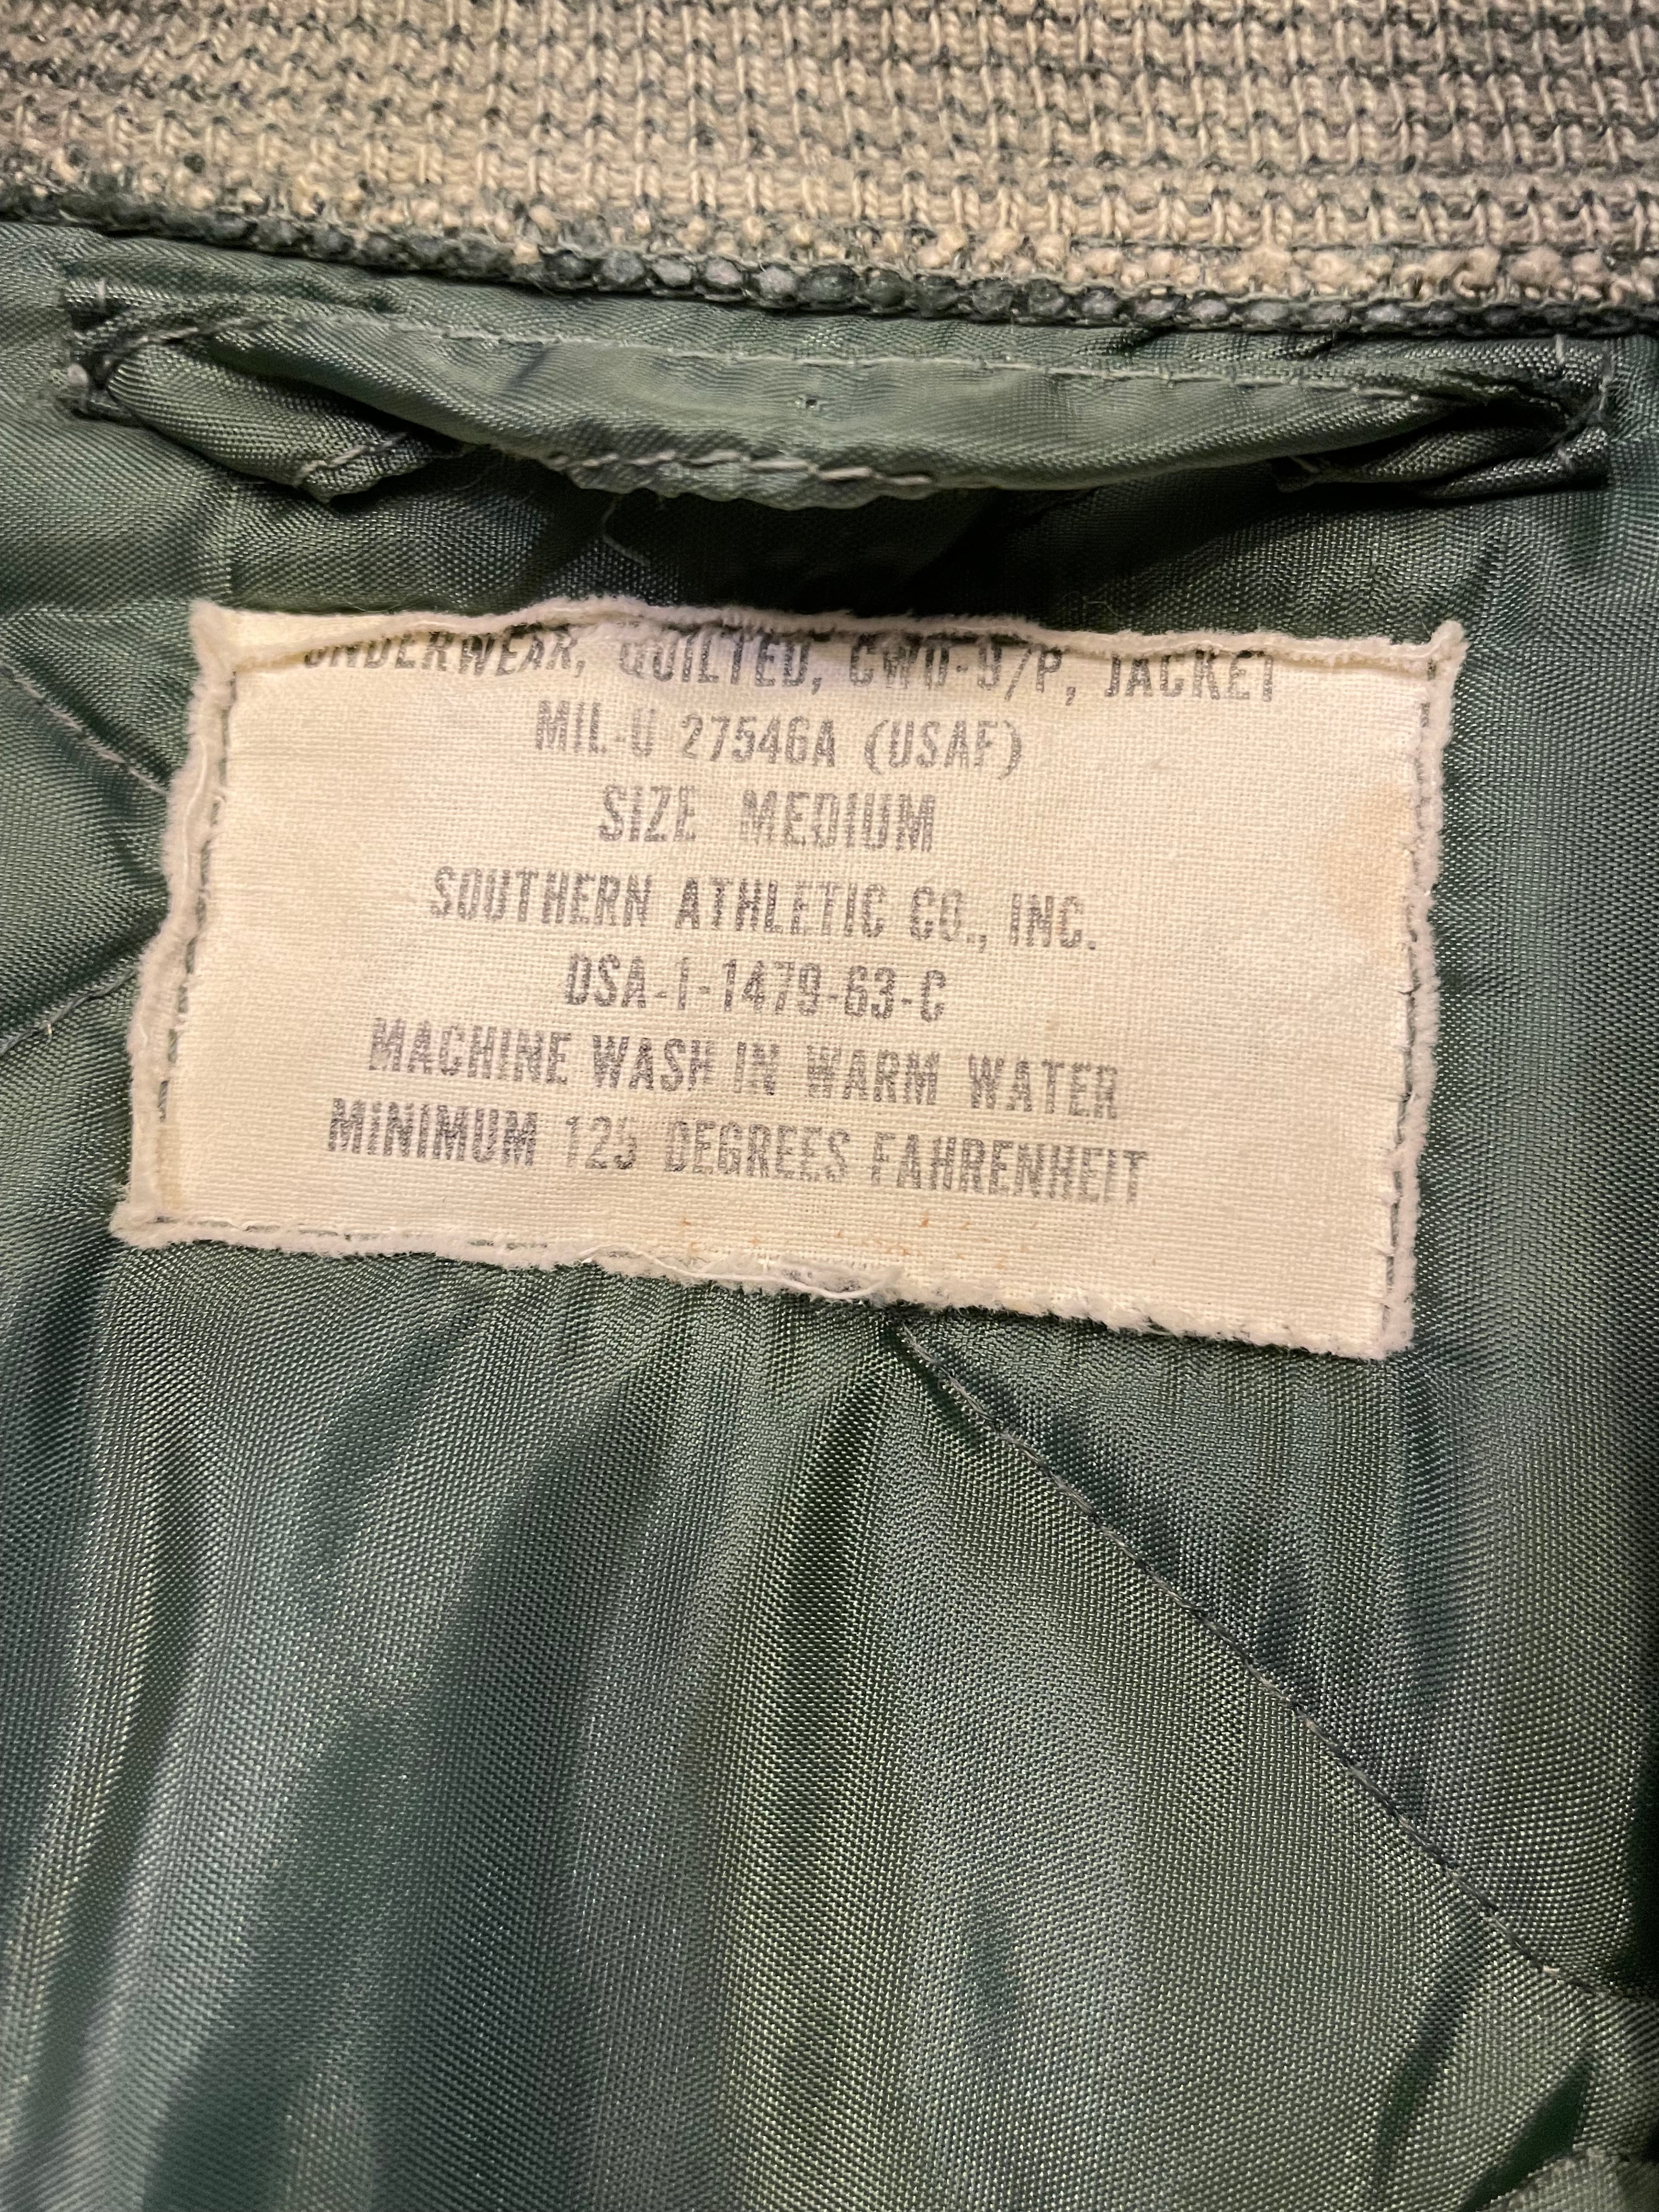 UNDERWEAR, QUILTED, CWU-9/P, JACKET
MIL-U 27546A (USAF)
SIZE MEDIUM
SOUTHERN ATHLETIC CO., INC.
DSA-1-1479-63-C
MACHINE WASH IN WARM WATER
MINIMUM 125 DEGREES FAHRENHEIT